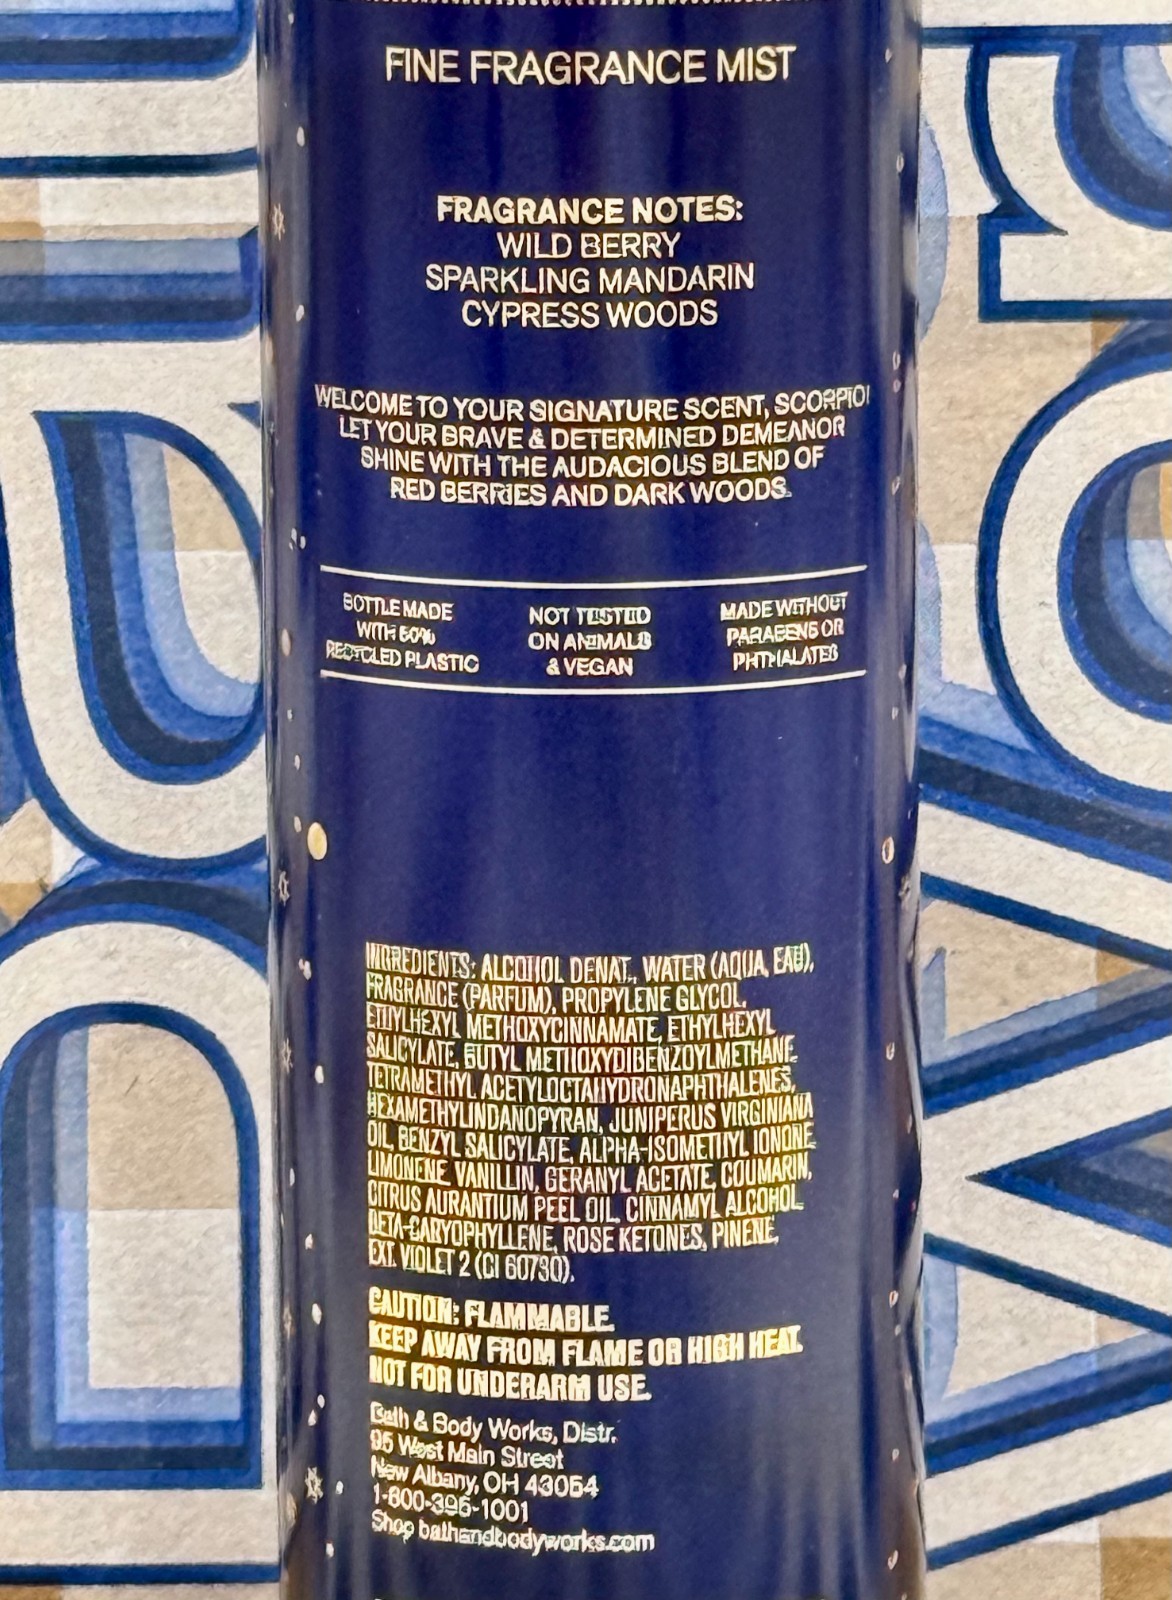 FINE FRAGRANCE MIST
FRAGRANCE NOTES:
WILD BERRY
SPARKLING MANDARIN
CYPRESS WOODS
WELCOME TO YOUR SIGNATURE SCENT, SCORPIO!
LET YOUR BRAVE & DETERMINED DEMEANOR
SHINE WITH THE AUDACIOUS BLEND OF
RED BERRIES AND DARK WOODS.
BOTTLE MADE
WITH 50%
RECYCLED PLASTIC
NOT TESTED
ON ANIMALS
& VEGAN
MADE WITHOUT
PARABENS OR
PHTHALATES
INGREDIENTS: ALCOHOL DENAT., WATER (AQUA, EAU),
FRAGRANCE (PARFUM), PROPYLENE GLYCOL,
ETHYLHEXYL METHOXYCINNAMATE, ETHYLHEXYL
SALICYLATE, BUTYL METHOXYDIBENZOYLMETHANE,
TETRAMETHYL ACETYLOCTAHYDRONAPHTHALENES,
HEXAMETHYLINDANOPYRAN, JUNIPERUS VIRGINIANA
OIL, BENZYL SALICYLATE, ALPHA-ISOMETHYL IONONE,
LIMONENE, VANILLIN, GERANYL ACETATE, COUMARIN,
CITRUS AURANTIUM PEEL OIL, CINNAMYL ALCOHOL,
BETA-CARYOPHYLLENE, ROSE KETONES, PINENE,
EXT. VIOLET 2 (CI 60730).
CAUTION: FLAMMABLE.
KEEP AWAY FROM FLAME OR HIGH HEAT.
NOT FOR UNDERARM USE.
Bath & Body Works, Distr.
95 West Main Street
New Albany, OH 43054
1-800-395-1001
Shop bathandbodyworks.com